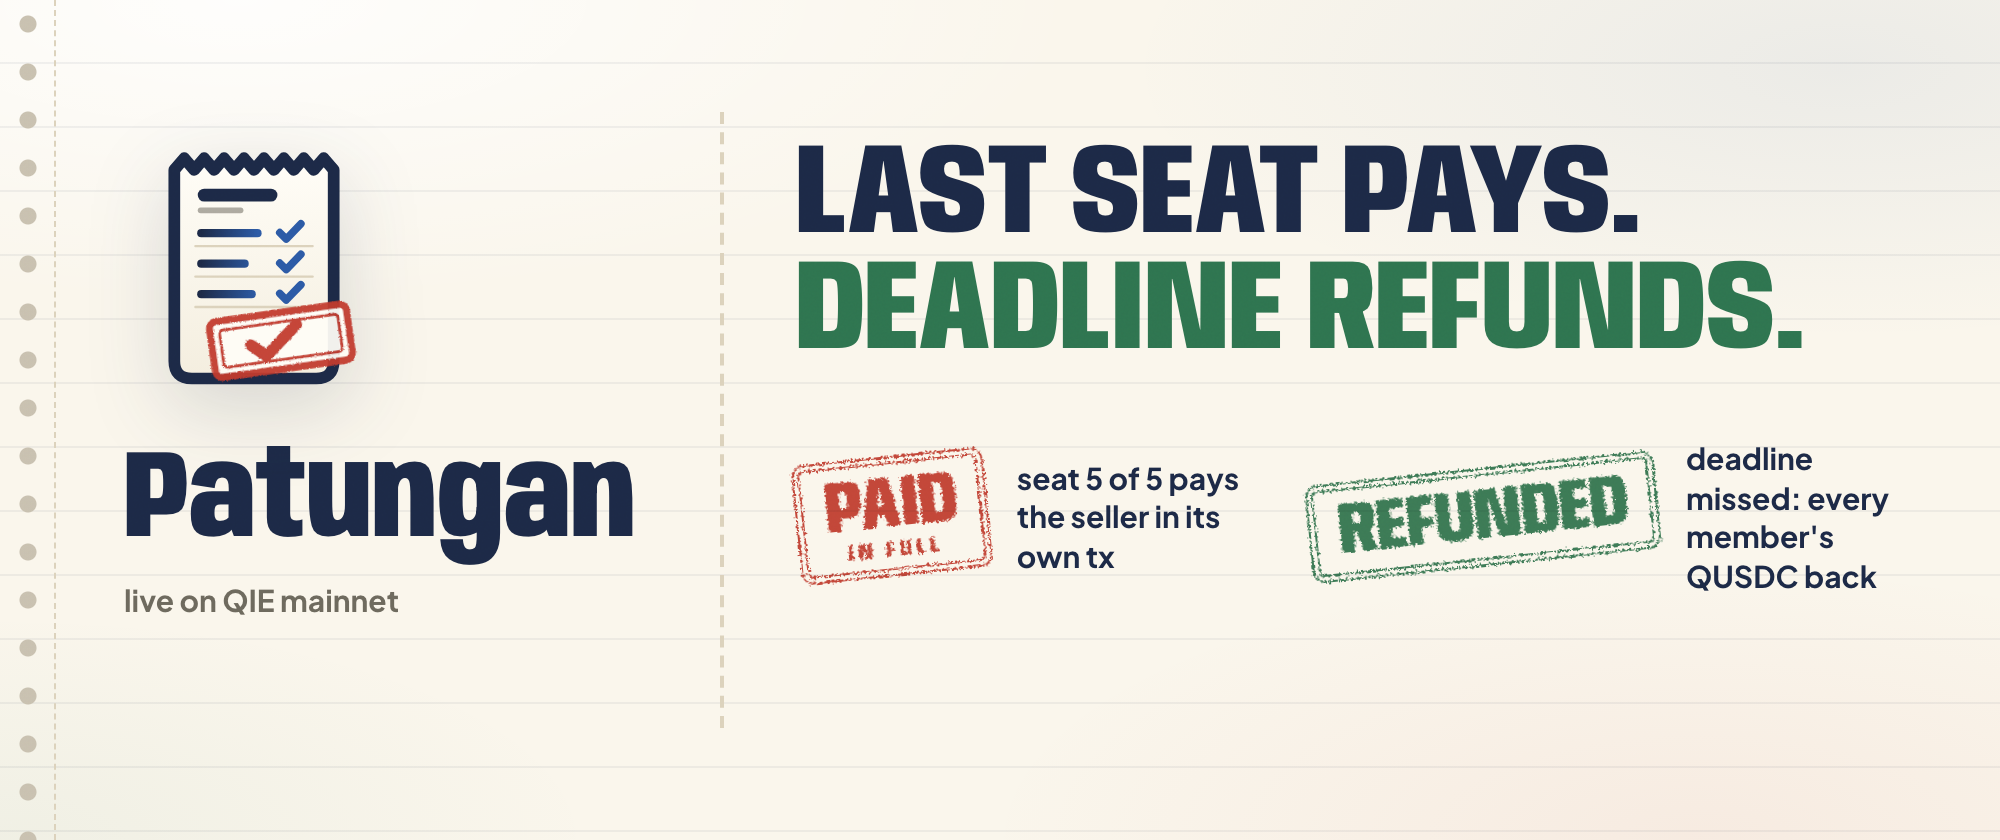 Patungan
live on QIE mainnet
LAST SEAT PAYS.
DEADLINE REFUNDS.
PAID
IN FULL
seat 5 of 5 pays
the seller in its
own tx
REFUNDED
deadline
missed: every
member's
QUSDC back